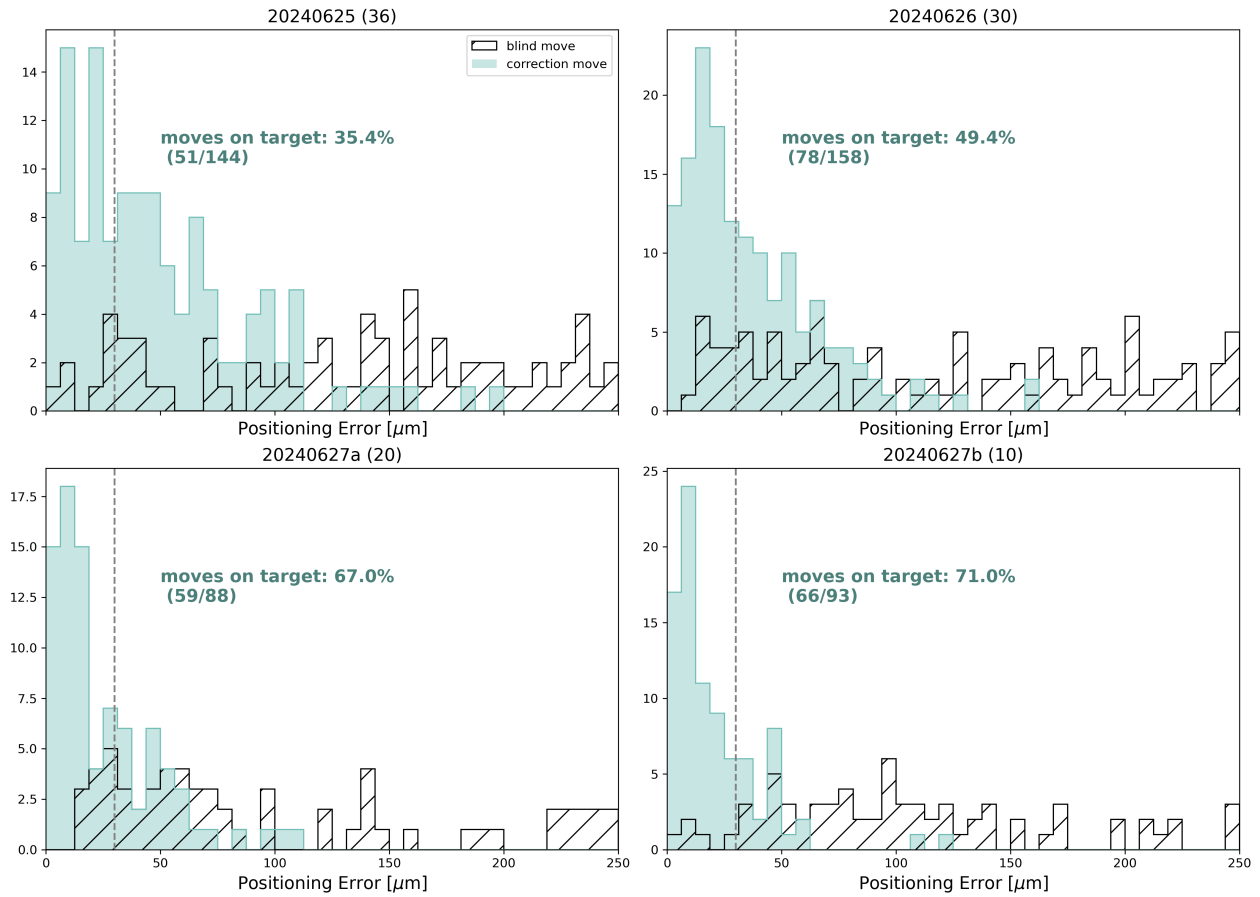 20240625 (36)
blind move
correction move
moves on target: 35.4%
(51/144)
14
12
10
8
6
4
2
0
Positioning Error [μm]
20240626 (30)
moves on target: 49.4%
(78/158)
20
15
10
5
0
Positioning Error [μm]
20240627a (20)
moves on target: 67.0%
(59/88)
17.5
15.0
12.5
10.0
7.5
5.0
2.5
0.0
0 50 100 150 200 250
Positioning Error [μm]
20240627b (10)
moves on target: 71.0%
(66/93)
25
20
15
10
5
0
0 50 100 150 200 250
Positioning Error [μm]